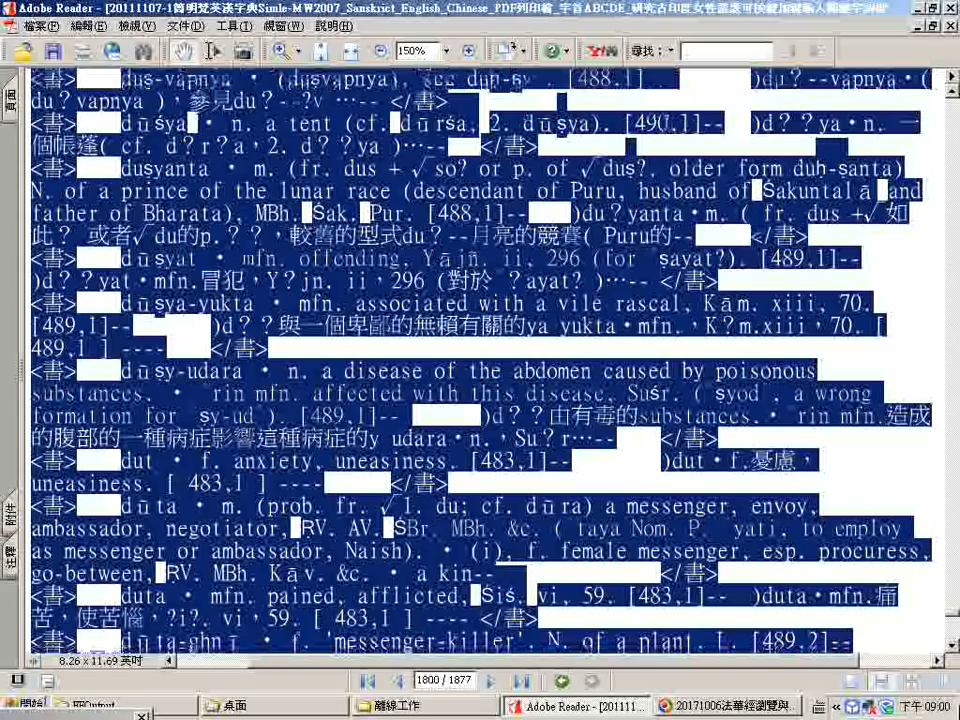 Adobe Reader - [20111107-1簡明梵英漢字典Simle-MW2007_Sanskrict_English_Chinese_PDF列印檔_字首ABCDE_研究古印度女性
檔案(F) 編輯(E) 檢視(V) 文件(D) 工具(T) 視窗(W) 說明(H)
150% 尋找:
<書> duṣ-vapnya • (duṣvapnya), see duḥ-ṣv. [488.1] )du?--vapnya•(
du?vapnya )，參見du?--?v …-- </書>
<書> dūṣya • n. a tent (cf. dūrśa, 2. dūṣya). [490,1]-- )d??ya•n. 一
個帳蓬( cf. d?r?a，2. d??ya )…-- </書>
<書> duṣyanta • m. (fr. dus + √so? or p. of √duṣ?, older form duḥ-ṣanta)
N. of a prince of the lunar race (descendant of Puru, husband of Śakuntalā and
father of Bharata), MBh. Śak. Pur. [488,1]-- )du?yanta•m. ( fr. dus +√ 如
此? 或者√du的p.??，較舊的型式du?--月亮的競賽( Puru的-- </書>
<書> dūṣyat • mfn. offending, Yājñ. ii, 296 (for ṣayat?). [489,1]--
)d??yat•mfn.冒犯，Y?jn. ii，296 (對於 ?ayat? )…-- </書>
<書> dūṣya-yukta • mfn. associated with a vile rascal, Kām. xiii, 70.
[489,1]-- )d??與一個卑鄙的無賴有關的ya yukta•mfn.，K?m.xiii，70. [
489,1 ] ---- </書>
<書> dūṣy-udara • n. a disease of the abdomen caused by poisonous
substances. • rin mfn. affected with this disease, Suśr. ( ṣyod , a wrong
formation for ṣy-ud ). [489,1]-- )d??由有毒的substances. • rin mfn.造成
的腹部的一種病症影響這種病症的y udara•n.，Su?r…-- </書>
<書> dut • f. anxiety, uneasiness. [483,1]-- )dut•f.憂慮，
uneasiness. [ 483,1 ] ---- </書>
<書> dūta • m. (prob. fr. √1. du; cf. dūra) a messenger, envoy,
ambassador, negotiator, RV. AV. ŚBr. MBh. &c. ( taya Nom. P. yati, to employ
as messenger or ambassador, Naish). • (i), f. female messenger, esp. procuress,
go-between, RV. MBh. Kāv. &c. • a kin-- </書>
<書> duta • mfn. pained, afflicted, Śiś. vi, 59. [483,1]-- )duta•mfn.痛
苦，使苦惱，?i?. vi，59. [ 483,1 ] ---- </書>
<書> dūta-ghnī • f. 'messenger-killer'. N. of a plant, L. [489,2]--
頁面
附件
註釋
8.26 x 11.69 英吋
1800 / 1877
開始 桌面 離線工作 Adobe Reader - [201111... 20171006法華經瀏覽與... 下午 09:00